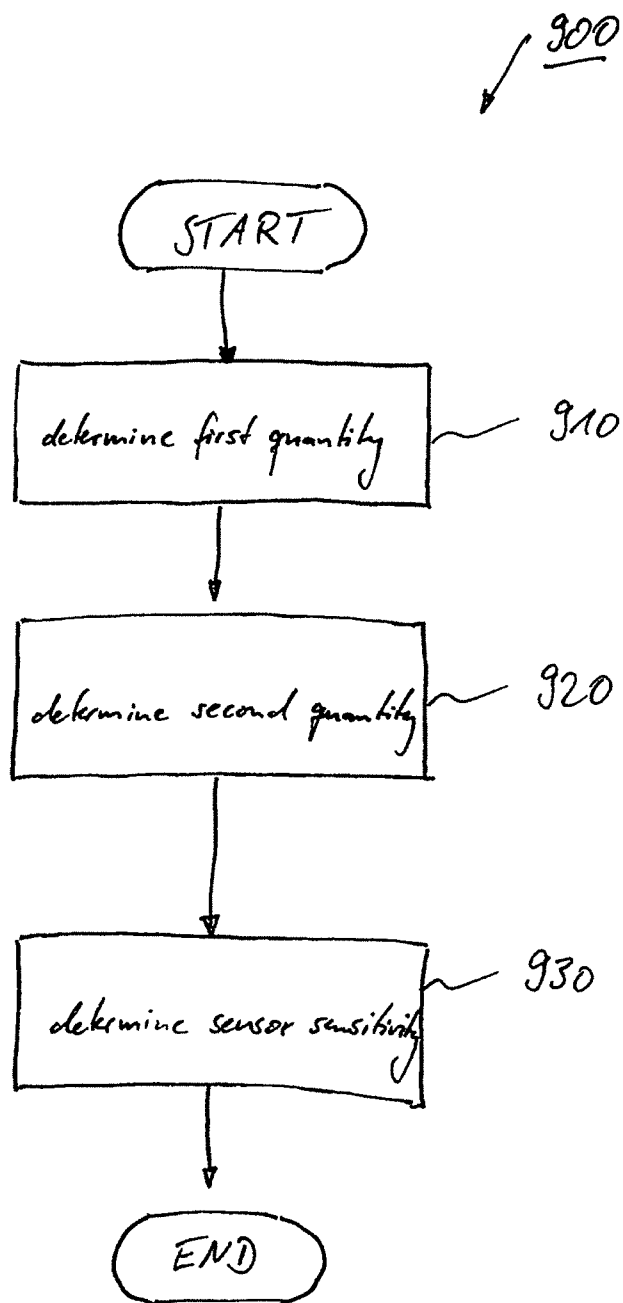 900
START
determine first quantity
910
determine second quantity
920
determine sensor sensitivity
930
END